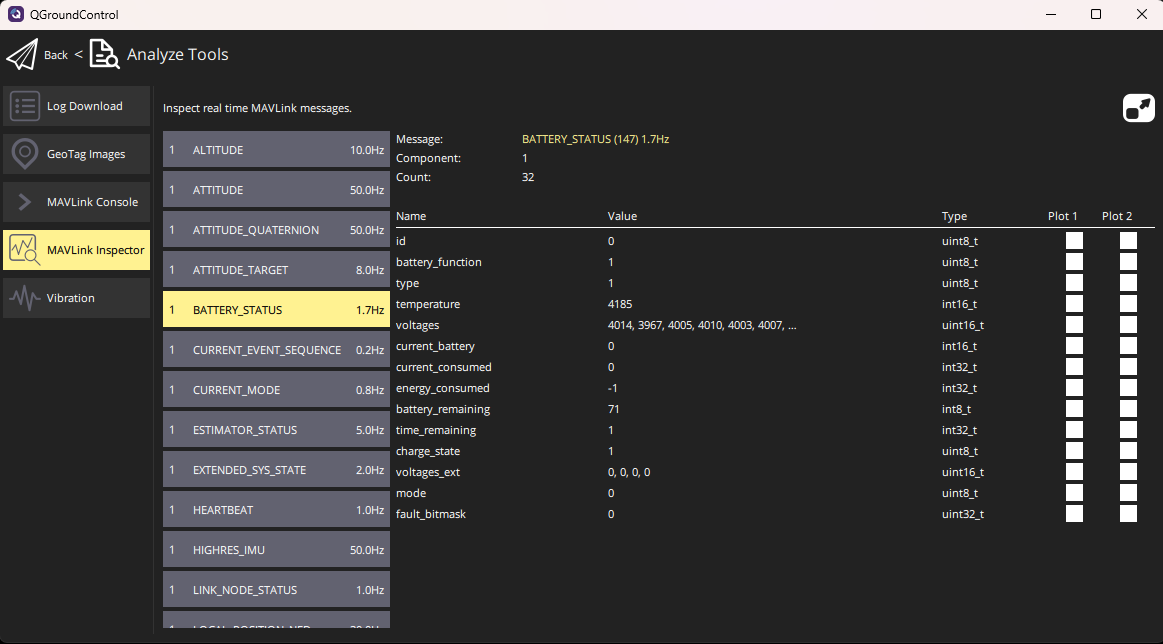 QGroundControl
Back < Analyze Tools
Log Download
GeoTag Images
MAVLink Console
MAVLink Inspector
Vibration
Inspect real time MAVLink messages.
1 ALTITUDE 10.0Hz
1 ATTITUDE 50.0Hz
1 ATTITUDE_QUATERNION 50.0Hz
1 ATTITUDE_TARGET 8.0Hz
1 BATTERY_STATUS 1.7Hz
1 CURRENT_EVENT_SEQUENCE 0.2Hz
1 CURRENT_MODE 0.8Hz
1 ESTIMATOR_STATUS 5.0Hz
1 EXTENDED_SYS_STATE 2.0Hz
1 HEARTBEAT 1.0Hz
1 HIGHRES_IMU 50.0Hz
1 LINK_NODE_STATUS 1.0Hz
Message: BATTERY_STATUS (147) 1.7Hz
Component: 1
Count: 32
Name Value Type Plot 1 Plot 2
id 0 uint8_t
battery_function 1 uint8_t
type 1 uint8_t
temperature 4185 int16_t
voltages 4014, 3967, 4005, 4010, 4003, 4007, ... uint16_t
current_battery 0 int16_t
current_consumed 0 int32_t
energy_consumed -1 int32_t
battery_remaining 71 int8_t
time_remaining 1 int32_t
charge_state 1 uint8_t
voltages_ext 0, 0, 0, 0 uint16_t
mode 0 uint8_t
fault_bitmask 0 uint32_t